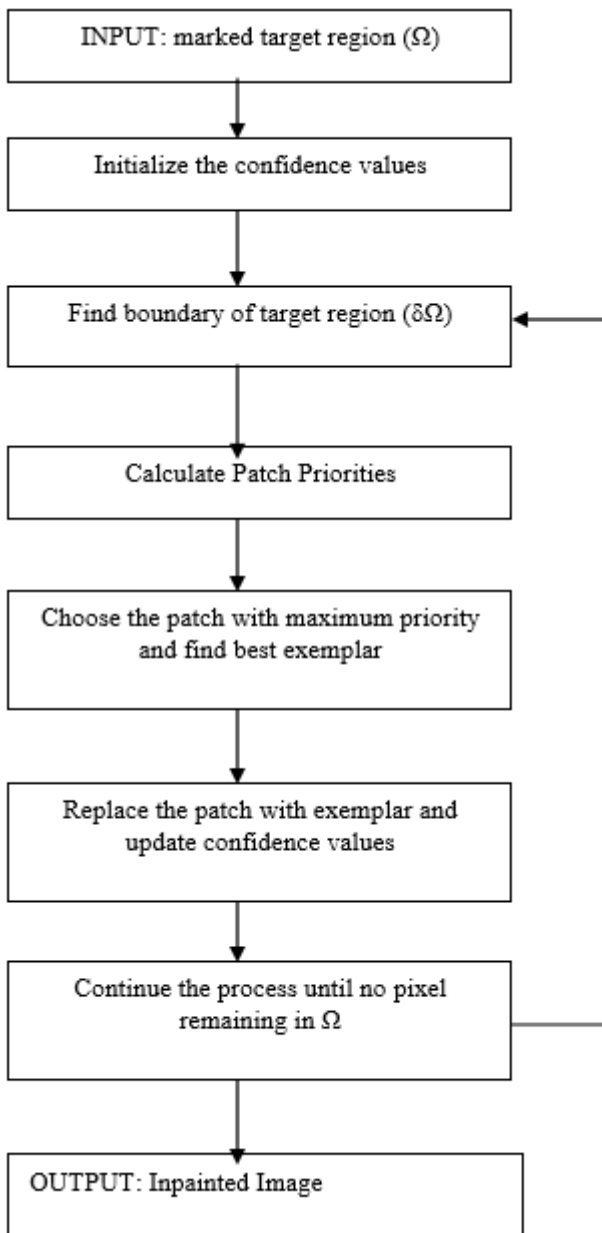 INPUT: marked target region (Ω)
Initialize the confidence values
Find boundary of target region (δΩ)
Calculate Patch Priorities
Choose the patch with maximum priority
and find best exemplar
Replace the patch with exemplar and
update confidence values
Continue the process until no pixel
remaining in Ω
OUTPUT: Inpainted Image